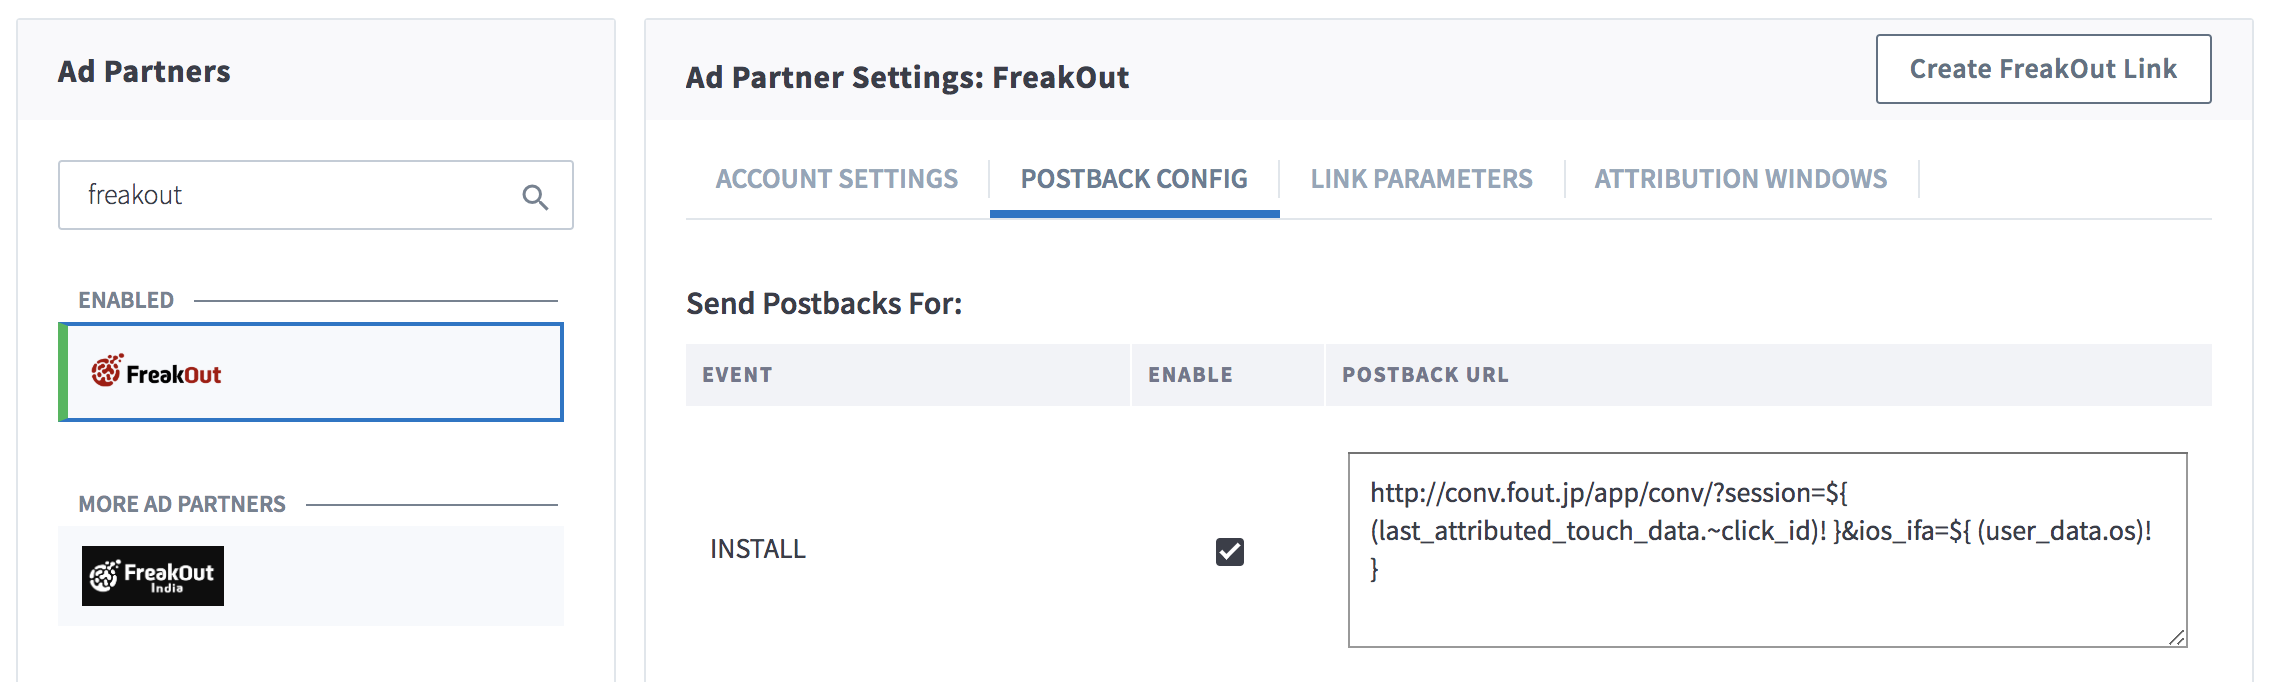 Ad Partners
freakout
ENABLED
FreakOut
MORE AD PARTNERS
FreakOut
India
Ad Partner Settings: FreakOut
Create FreakOut Link
ACCOUNT SETTINGS
POSTBACK CONFIG
LINK PARAMETERS
ATTRIBUTION WINDOWS
Send Postbacks For:
EVENT
ENABLE
POSTBACK URL
INSTALL
http://conv.fout.jp/app/conv/?session=${
(last_attributed_touch_data.~click_id)! }&ios_ifa=${ (user_data.os)!
}